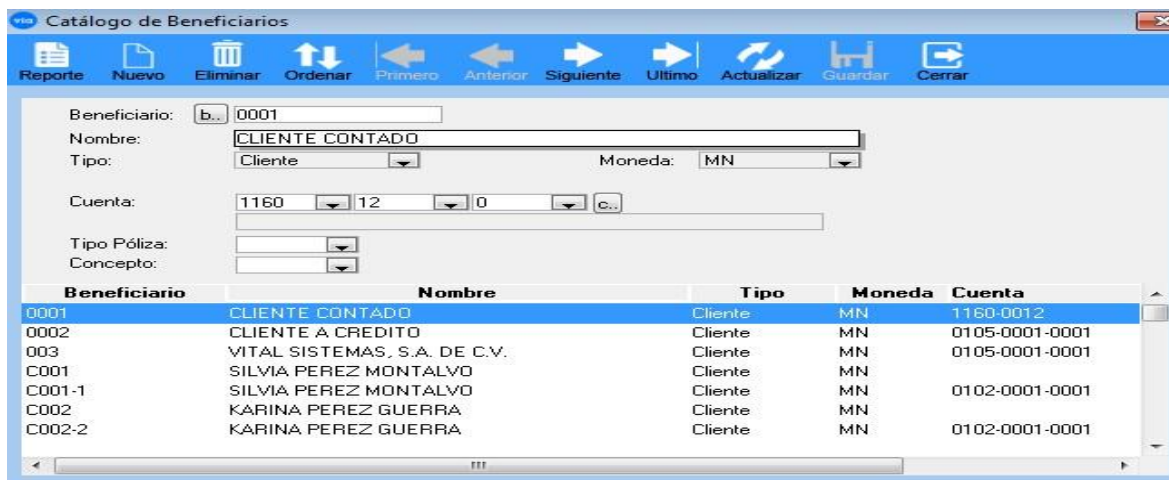 via Catálogo de Beneficiarios
Reporte Nuevo Eliminar Ordenar Primero Anterior Siguiente Ultimo Actualizar Guardar Cerrar
Beneficiario: b.. 0001
Nombre: CLIENTE CONTADO
Tipo: Cliente Moneda: MN
Cuenta: 1160 12 0 c..
Tipo Póliza:
Concepto:
Beneficiario Nombre Tipo Moneda Cuenta
0001 CLIENTE CONTADO Cliente MN 1160-0012
0002 CLIENTE A CREDITO Cliente MN 0105-0001-0001
003 VITAL SISTEMAS, S.A. DE C.V. Cliente MN 0105-0001-0001
C001 SILVIA PEREZ MONTALVO Cliente MN
C001-1 SILVIA PEREZ MONTALVO Cliente MN 0102-0001-0001
C002 KARINA PEREZ GUERRA Cliente MN
C002-2 KARINA PEREZ GUERRA Cliente MN 0102-0001-0001